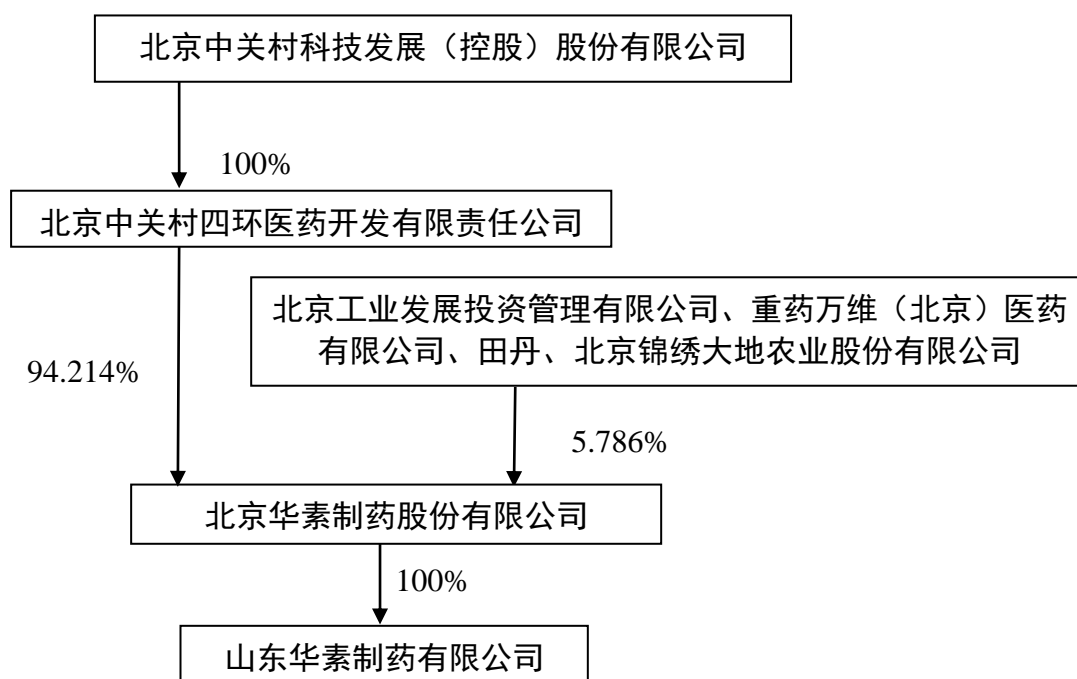 北京中关村科技发展（控股）股份有限公司
100%
北京中关村四环医药开发有限责任公司
北京工业发展投资管理有限公司、重药万维（北京）医药
有限公司、田丹、北京锦绣大地农业股份有限公司
94.214%
5.786%
北京华素制药股份有限公司
100%
山东华素制药有限公司